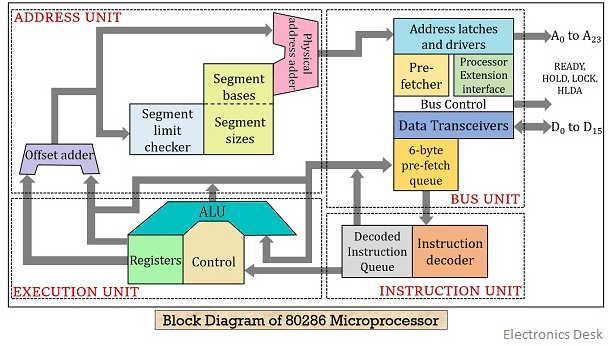 ADDRESS UNIT
Physical
address adder
Segment
bases
Segment
sizes
Segment
limit
checker
Offset adder
Address latches
and drivers
Pre-
fetcher
Processor
Extension
interface
Bus Control
Data Transceivers
6-byte
pre-fetch
queue
BUS UNIT
A0 to A23
READY,
HOLD, LOCK,
HLDA
D0 to D15
ALU
Registers
Control
EXECUTION UNIT
Decoded
Instruction
Queue
Instruction
decoder
INSTRUCTION UNIT
Block Diagram of 80286 Microprocessor
Electronics Desk